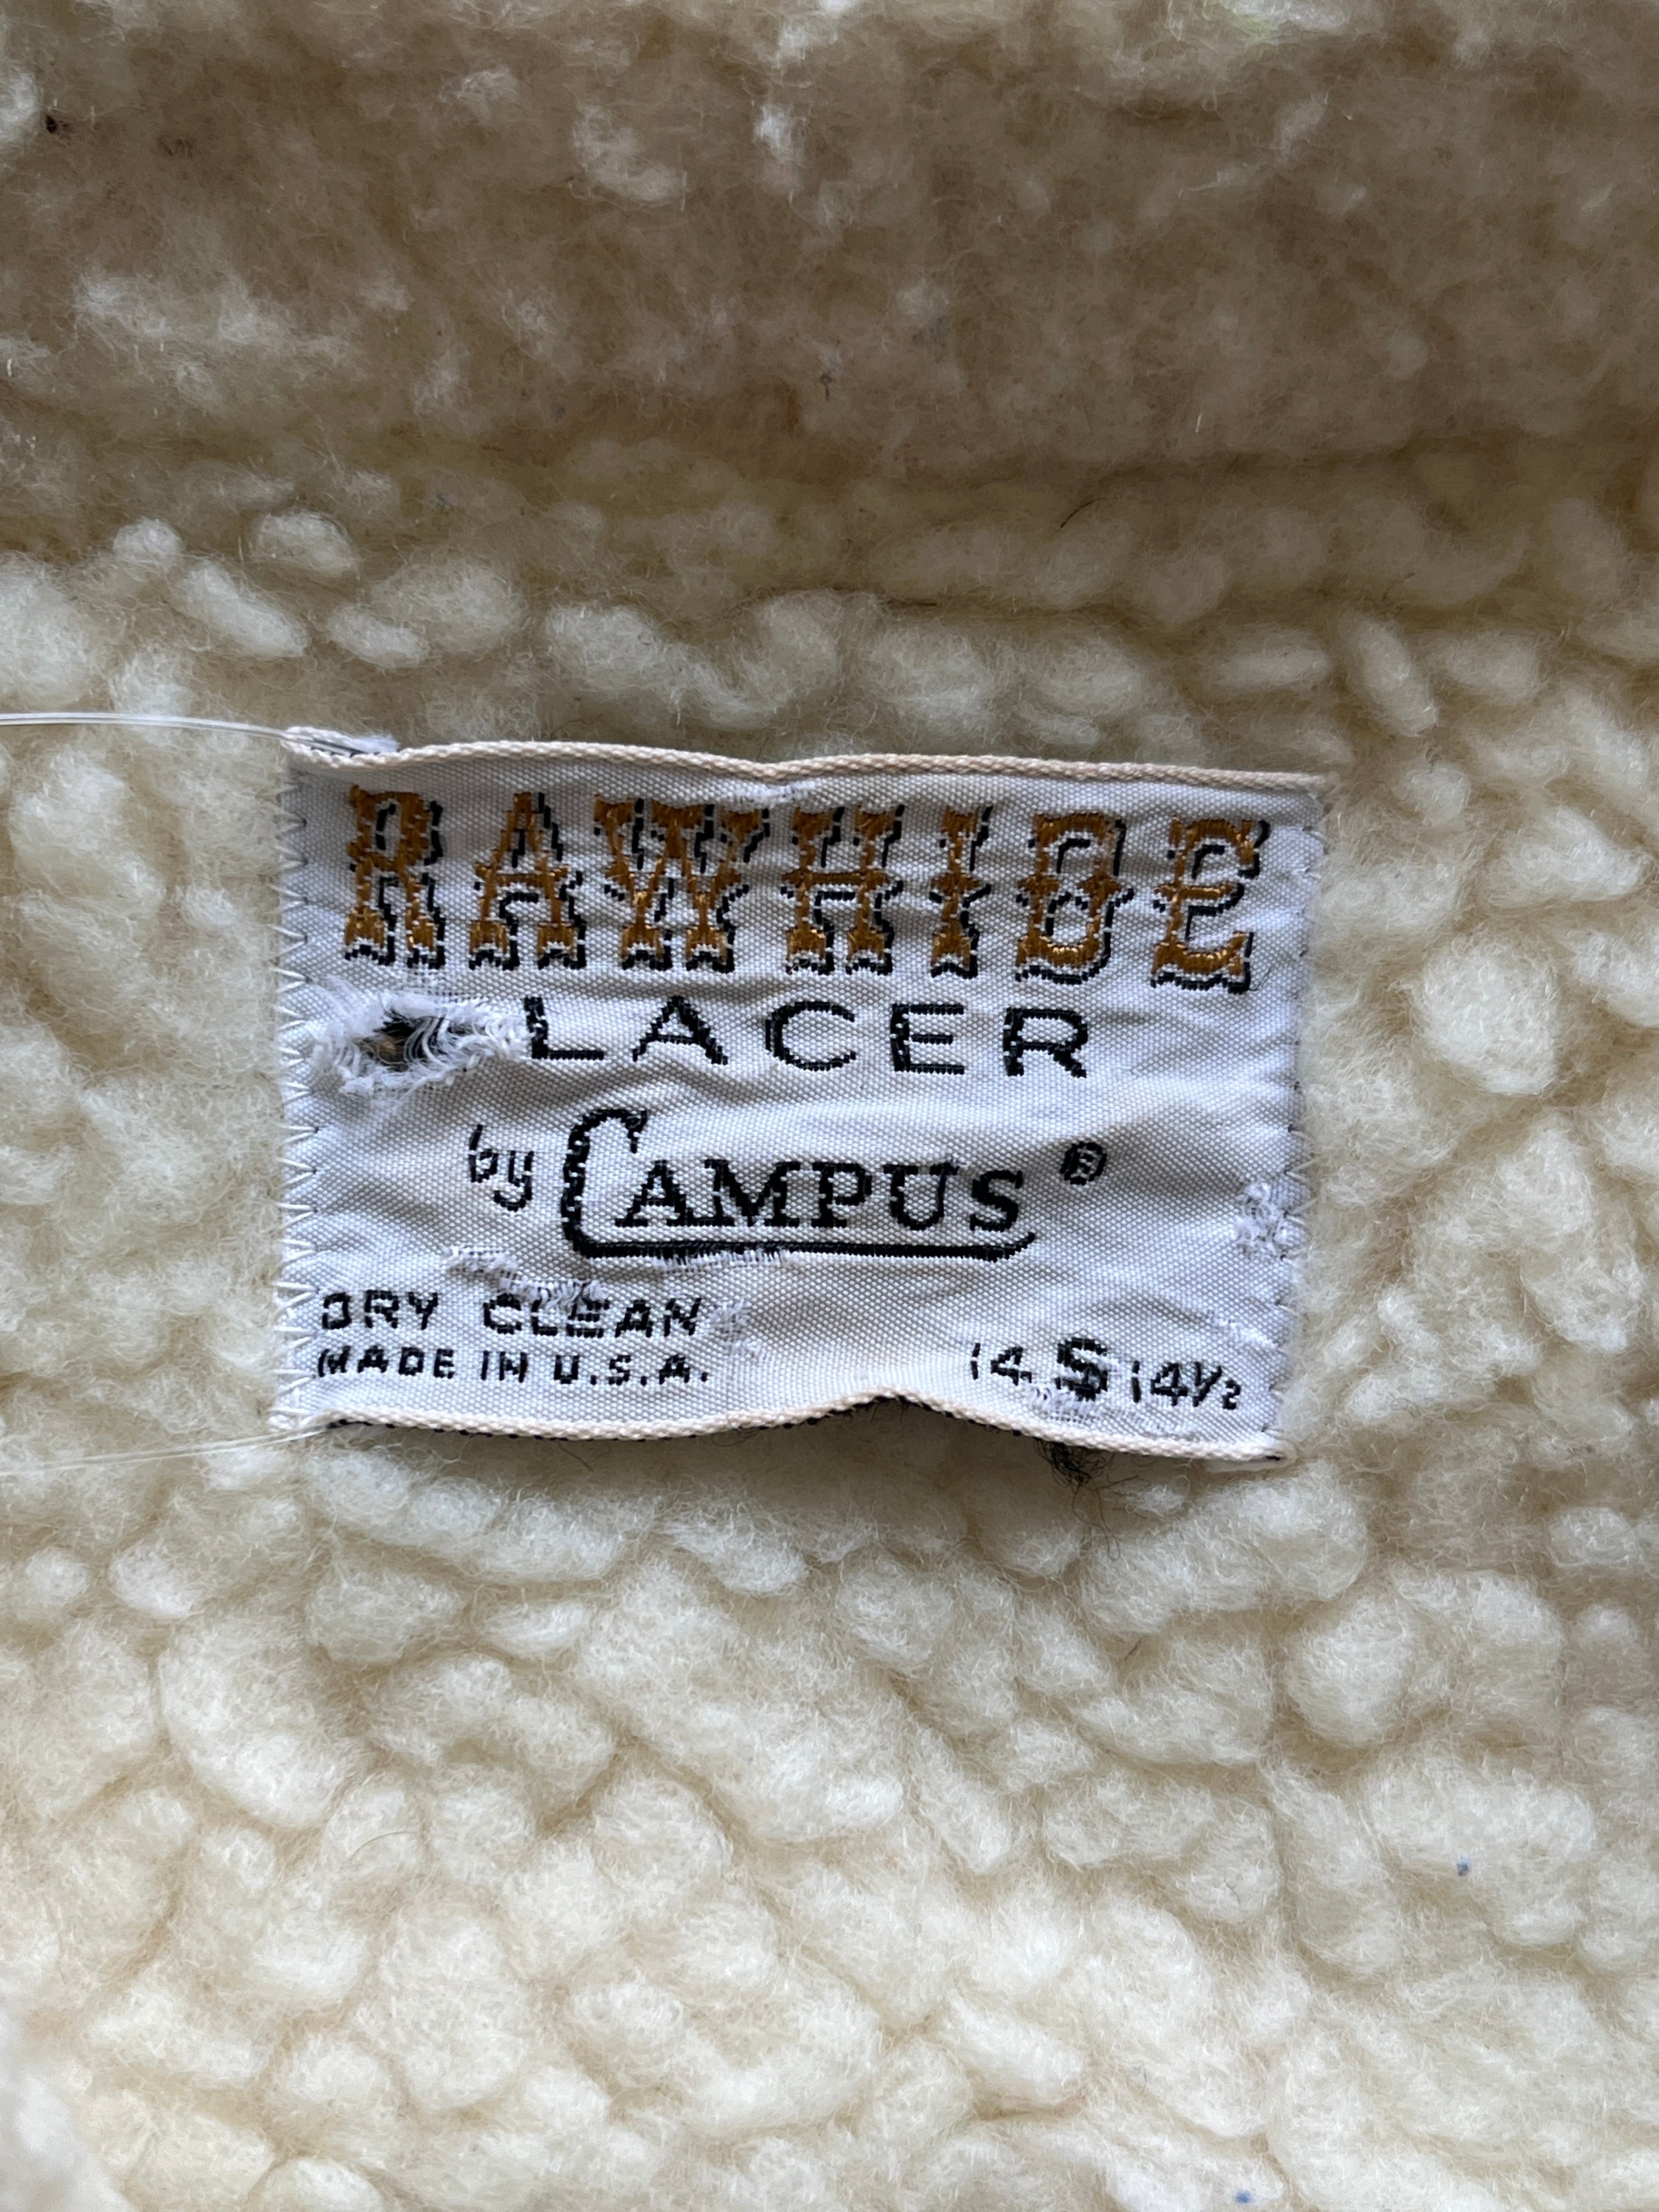 RAWHIDE
LACER
by CAMPUS ®
DRY CLEAN
MADE IN U.S.A.
14 S 14½